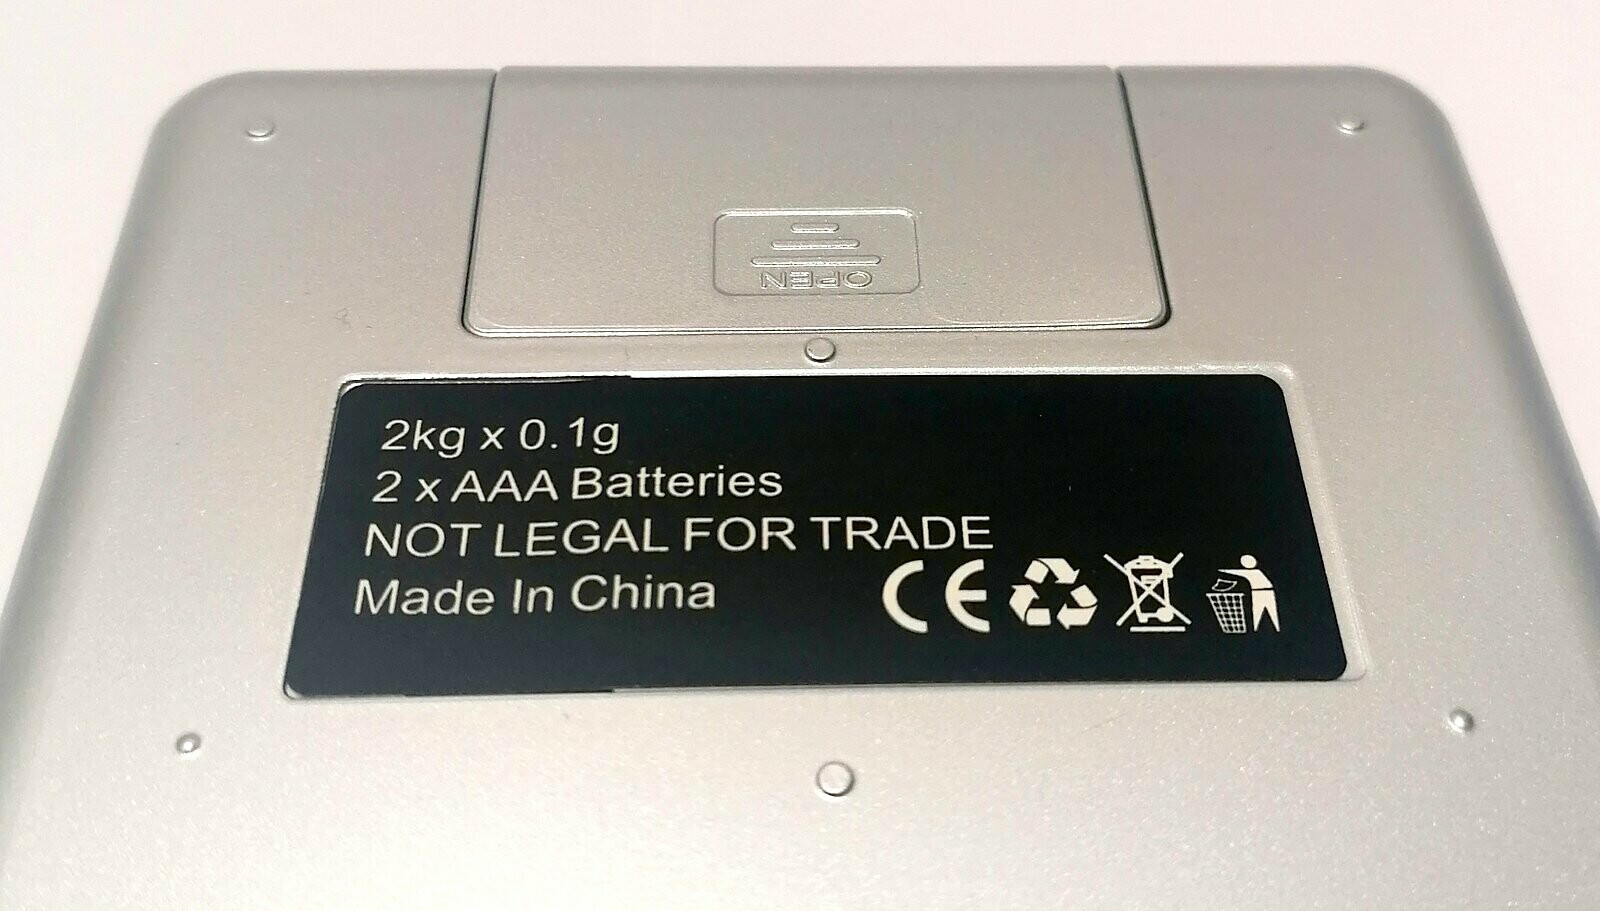 OPEN
2kg x 0.1g
2 x AAA Batteries
NOT LEGAL FOR TRADE
Made In China
CE